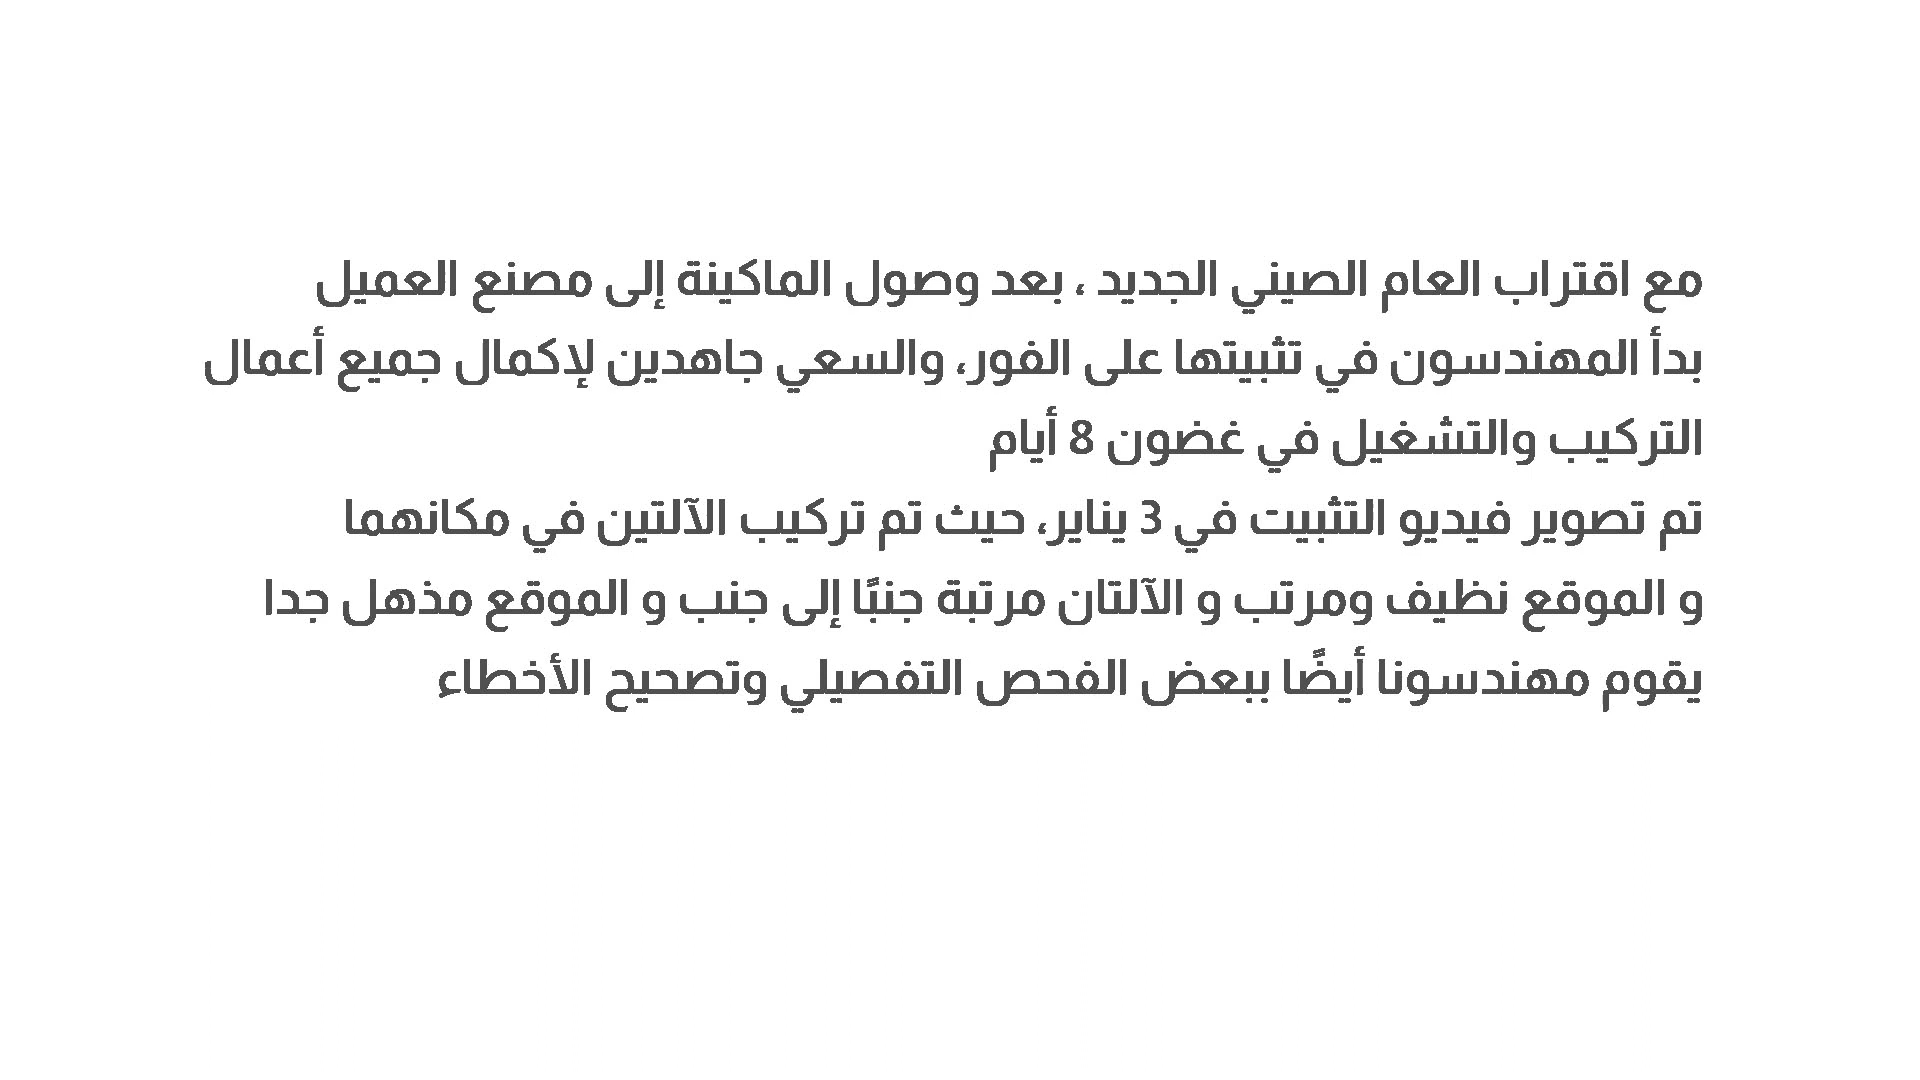 مع اقتراب العام الصيني الجديد ، بعد وصول الماكينة إلى مصنع العميل
بدأ المهندسون في تثبيتها على الفور، والسعي جاهدين لإكمال جميع أعمال
التركيب والتشغيل في غضون 8 أيام
تم تصوير فيديو التثبيت في 3 يناير، حيث تم تركيب الآلتين في مكانهما
و الموقع نظيف ومرتب و الآلتان مرتبة جنبًا إلى جنب و الموقع مذهل جدا
يقوم مهندسونا أيضًا ببعض الفحص التفصيلي وتصحيح الأخطاء